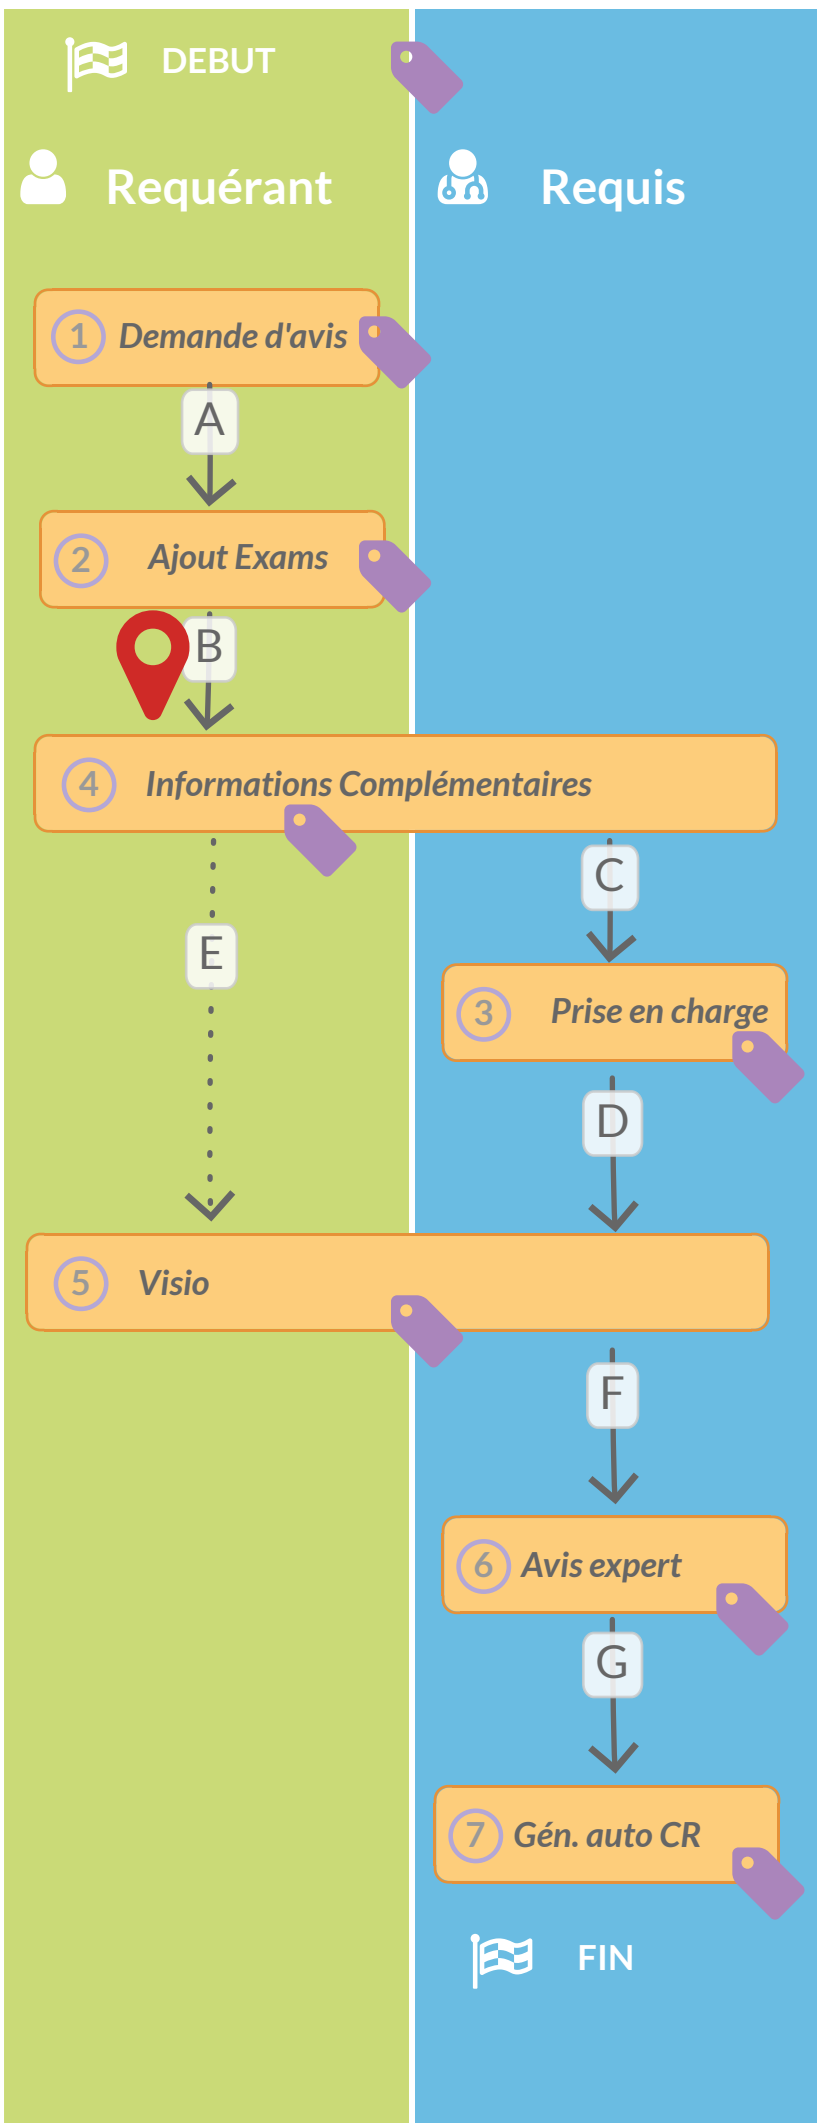 DEBUT
Requérant
Requis
1 Demande d'avis
A
2 Ajout Exams
B
4 Informations Complémentaires
C
E
3 Prise en charge
D
5 Visio
F
6 Avis expert
G
7 Gén. auto CR
FIN